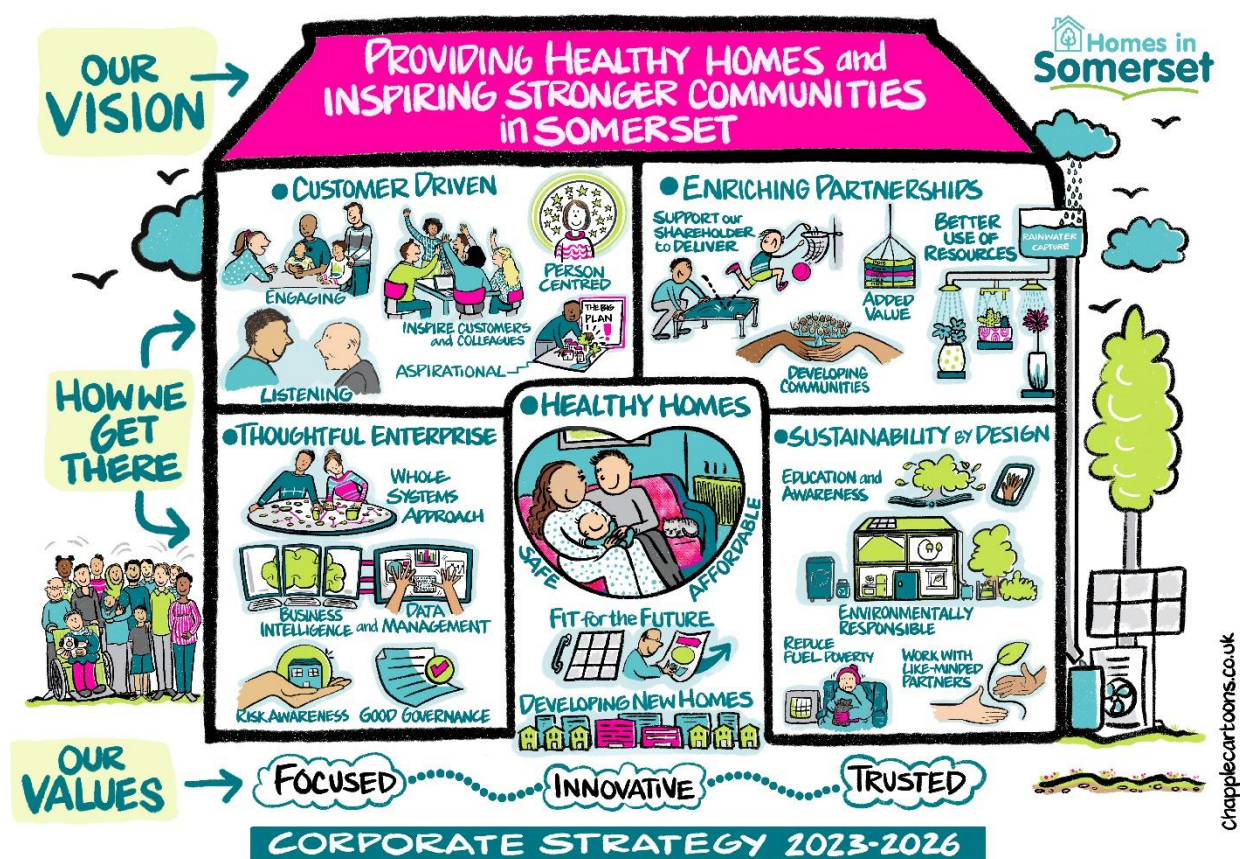 OUR
VISION
PROVIDING HEALTHY HOMES and
INSPIRING STRONGER COMMUNITIES
in SOMERSET
Homes in
Somerset
HOW WE
GET
THERE
CUSTOMER DRIVEN
ENGAGING
INSPIRE CUSTOMERS
and COLLEAGUES
PERSON
CENTRED
THE BIG
PLAN
!
ASPIRATIONAL
LISTENING
ENRICHING PARTNERSHIPS
SUPPORT our
SHAREHOLDER
to DELIVER
ADDED
VALUE
BETTER
USE OF
RESOURCES
RAINWATER
CAPTURE
DEVELOPING
COMMUNITIES
THOUGHTFUL ENTERPRISE
WHOLE
SYSTEMS
APPROACH
BUSINESS
INTELLIGENCE and DATA
MANAGEMENT
RISK AWARENESS
GOOD GOVERNANCE
HEALTHY HOMES
SAFE
AFFORDABLE
FIT for the FUTURE
DEVELOPING NEW HOMES
SUSTAINABILITY BY DESIGN
EDUCATION and
AWARENESS
ENVIRONMENTALLY
RESPONSIBLE
REDUCE
FUEL POVERTY
WORK WITH
LIKE-MINDED
PARTNERS
OUR
VALUES
FOCUSED
INNOVATIVE
TRUSTED
CORPORATE STRATEGY 2023-2026
chapplecartoons.co.uk